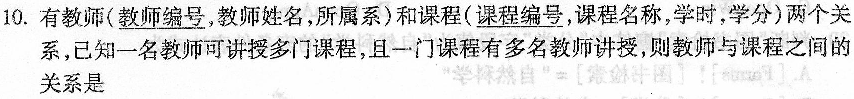 10. 有教师(教师编号,教师姓名,所属系)和课程(课程编号,课程名称,学时,学分)两个关
系,已知一名教师可讲授多门课程,且一门课程有多名教师讲授,则教师与课程之间的
关系是